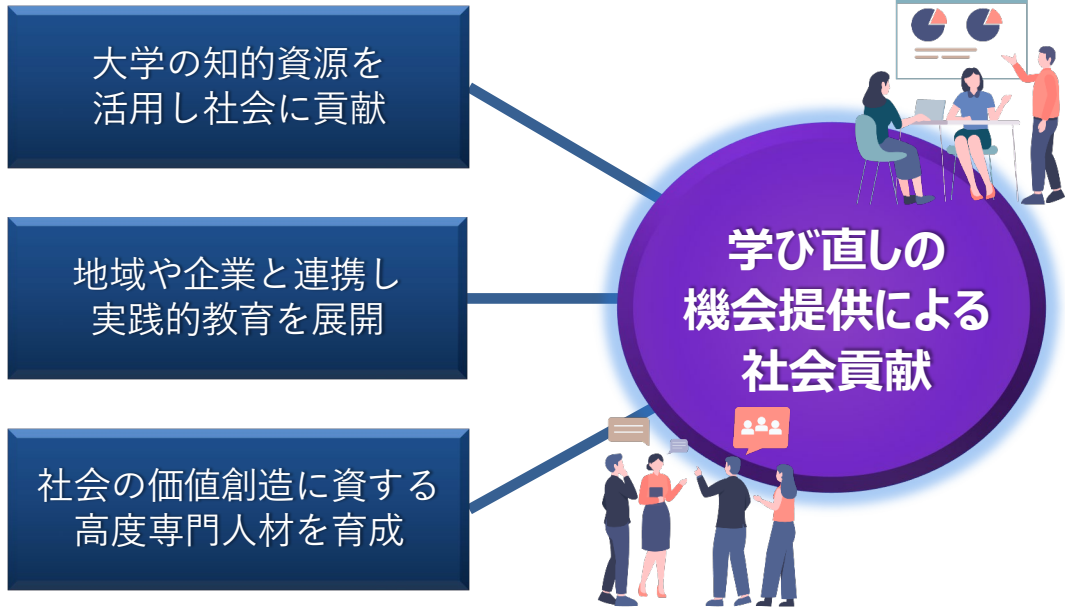 大学の知的資源を
活用し社会に貢献
地域や企業と連携し
実践的教育を展開
社会の価値創造に資する
高度専門人材を育成
学び直しの
機会提供による
社会貢献